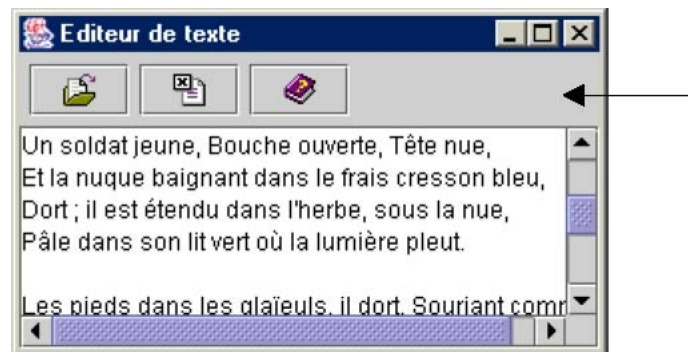 Editeur de texte
Un soldat jeune, Bouche ouverte, Tête nue,
Et la nuque baignant dans le frais cresson bleu,
Dort ; il est étendu dans l'herbe, sous la nue,
Pâle dans son lit vert où la lumière pleut.
Les pieds dans les glaïeuls, il dort. Souriant